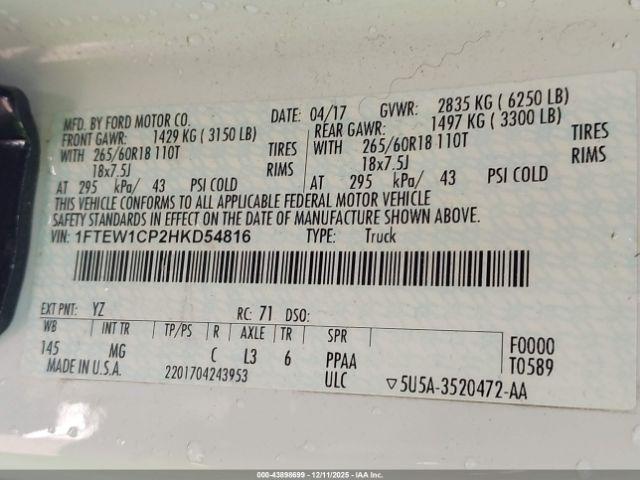 MFD. BY FORD MOTOR CO. DATE: 04/17 GVWR: 2835 KG ( 6250 LB)
FRONT GAWR: 1429 KG ( 3150 LB) REAR GAWR: 1497 KG ( 3300 LB)
WITH 265/60R18 110T TIRES WITH 265/60R18 110T TIRES
18x7.5J RIMS 18x7.5J RIMS
AT 295 kPa/ 43 PSI COLD AT 295 kPa/ 43 PSI COLD
THIS VEHICLE CONFORMS TO ALL APPLICABLE FEDERAL MOTOR VEHICLE
SAFETY STANDARDS IN EFFECT ON THE DATE OF MANUFACTURE SHOWN ABOVE.
VIN: 1FTEW1CP2HKD54816 TYPE: Truck
EXT PNT: YZ RC: 71 DSO:
WB INT TR TP/PS R AXLE TR SPR F0000
145 MG C L3 6 PPAA T0589
MADE IN U.S.A. 2201704243953 ULC ▽5U5A-3520472-AA
000-43898699 - 12/11/2025 - IAA Inc.